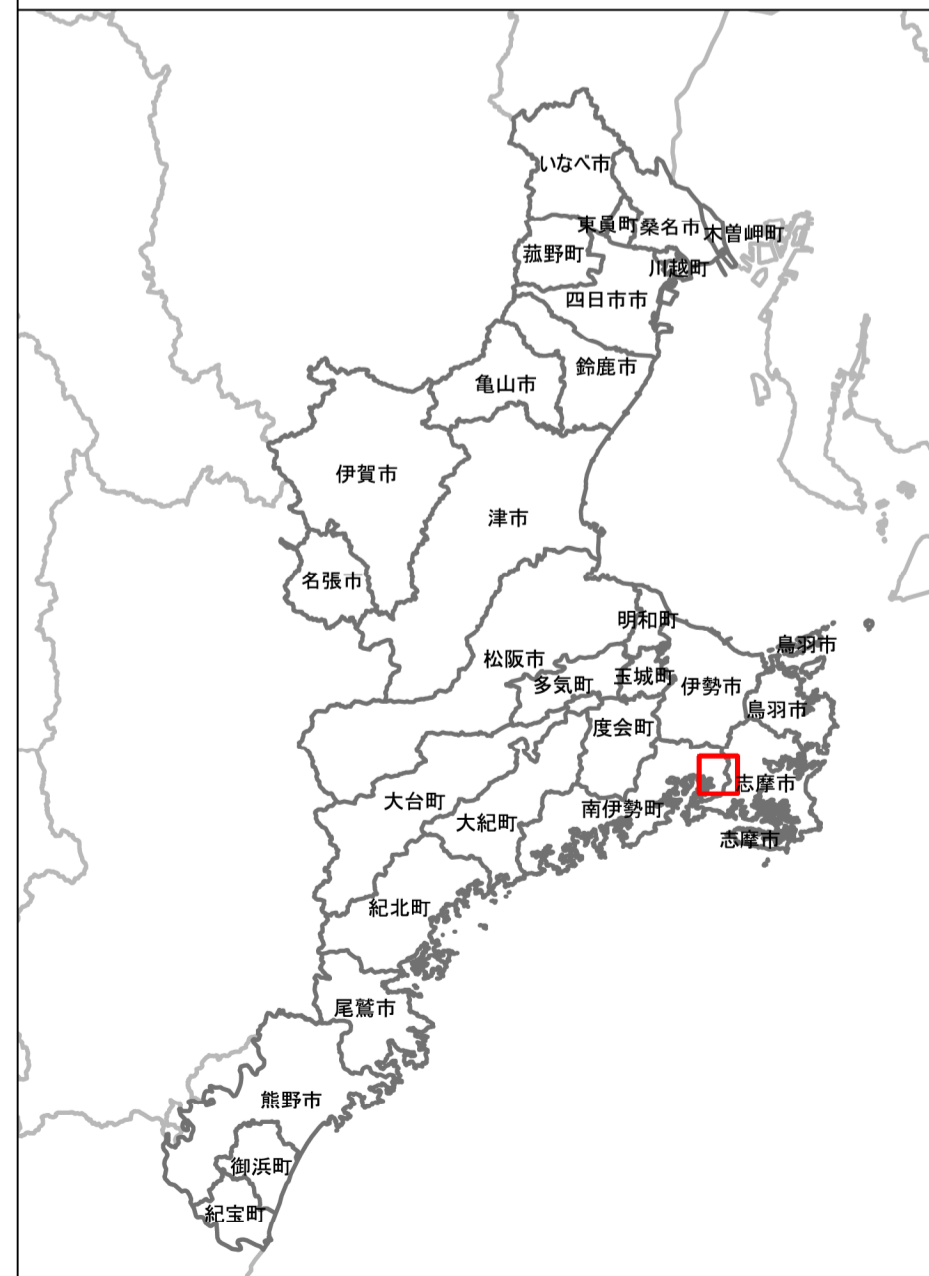 いなべ市
東員町
桑名市
木曽岬町
菰野町
川越町
四日市市
鈴鹿市
亀山市
伊賀市
津市
名張市
明和町
鳥羽市
松阪市
多気町
玉城町
伊勢市
鳥羽市
度会町
志摩市
大台町
南伊勢町
大紀町
志摩市
紀北町
尾鷲市
熊野市
御浜町
紀宝町